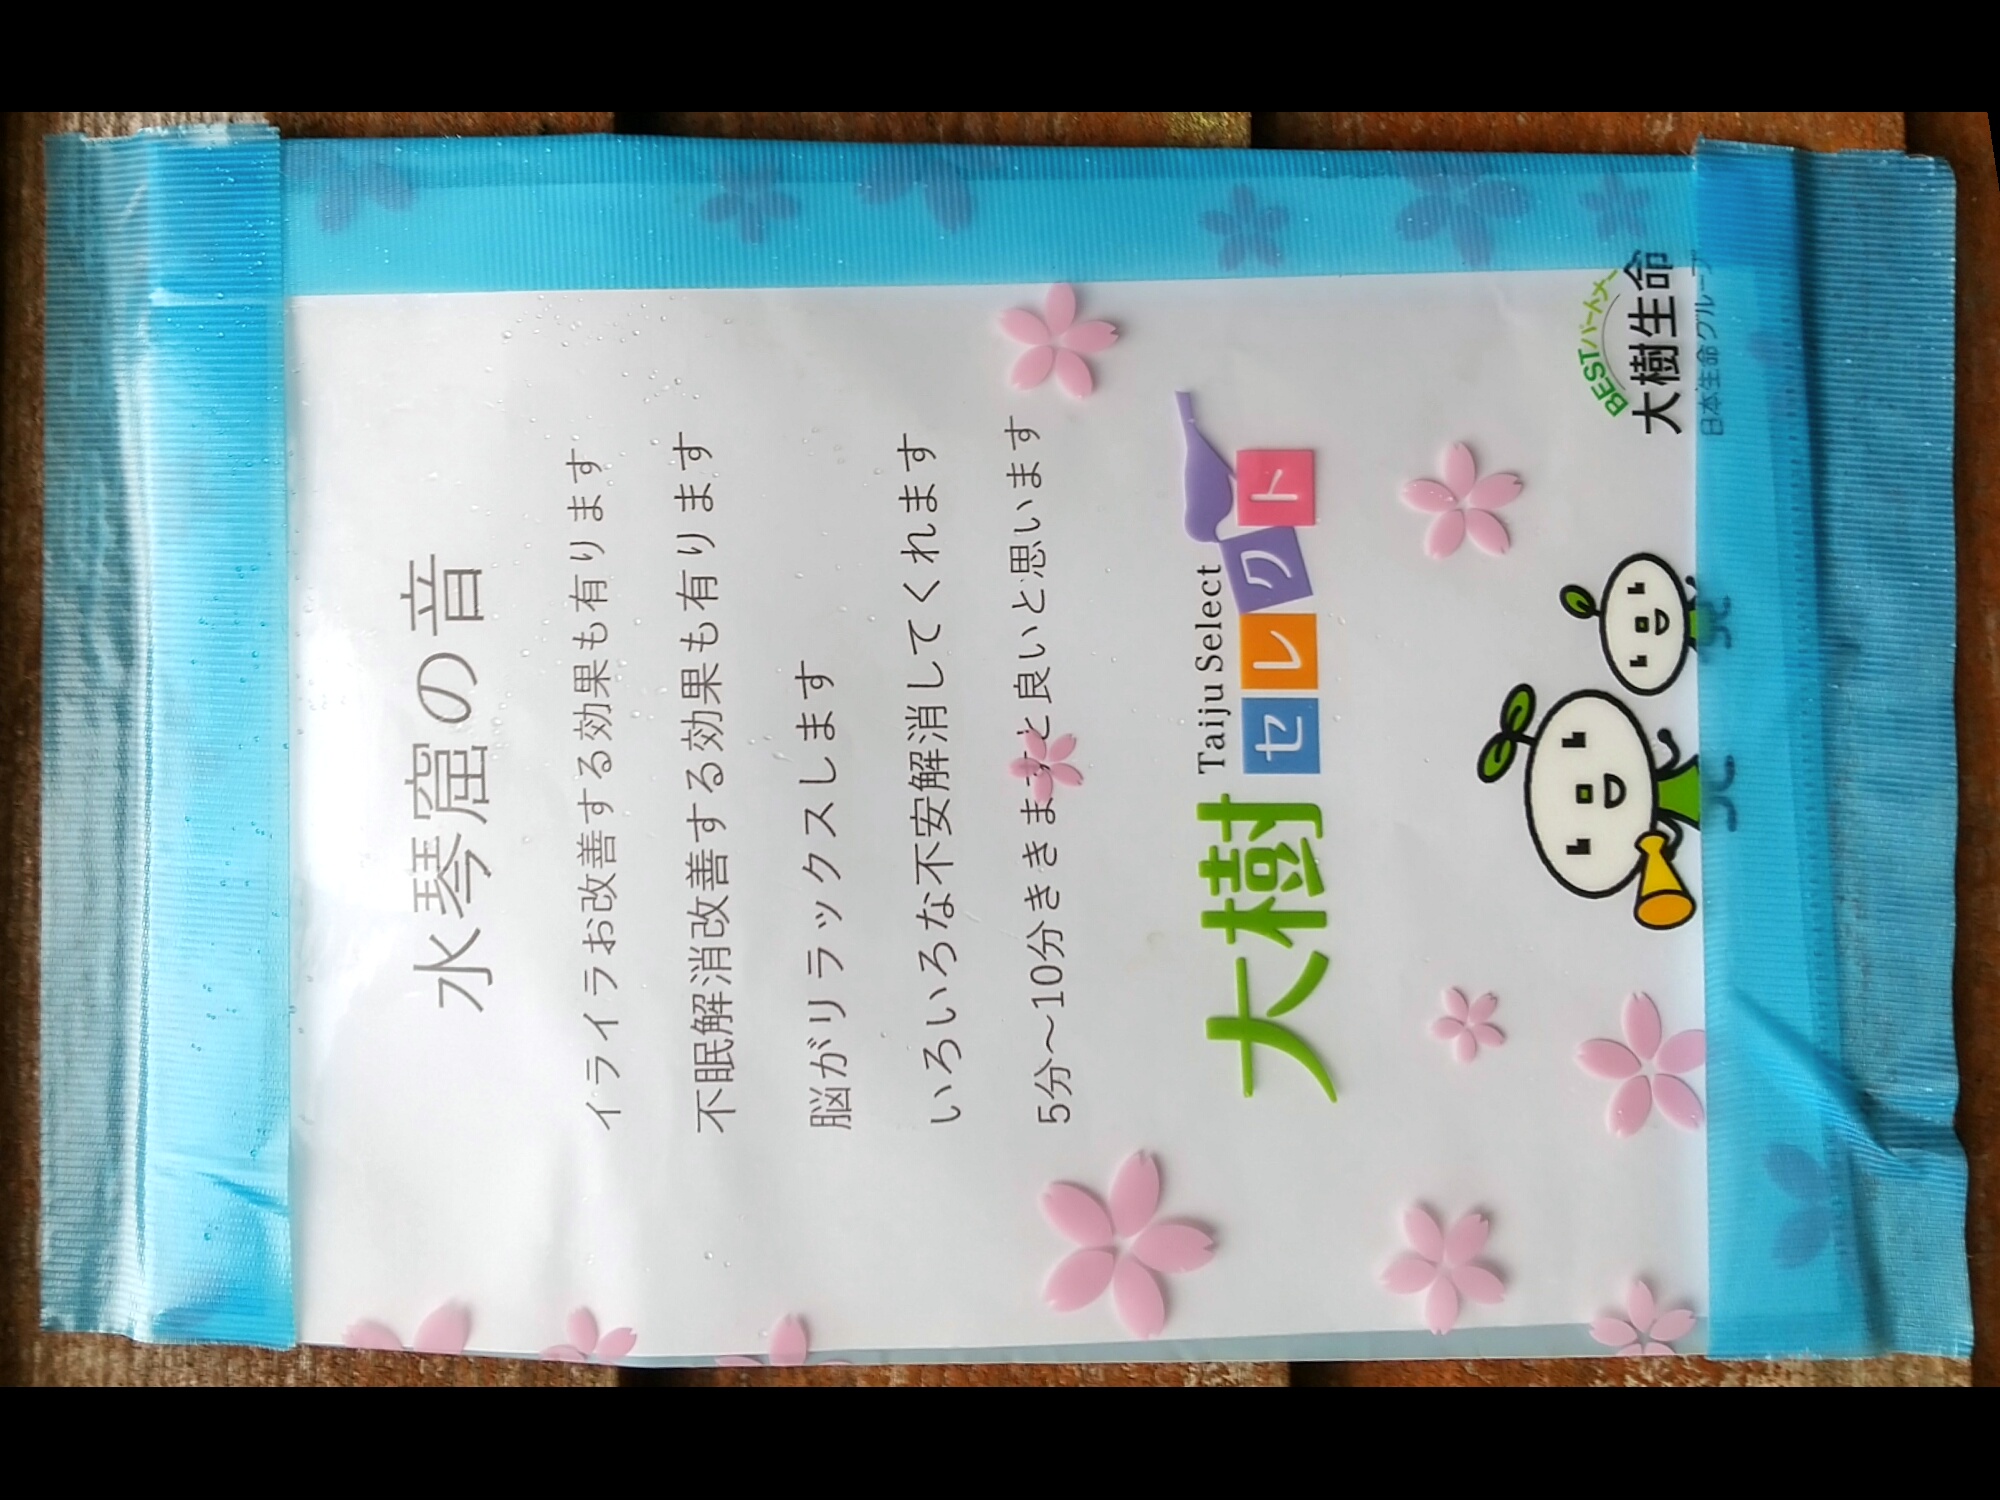 水琴窟の音
イライラお改善する効果も有ります
不眠解消改善する効果も有ります
脳がリラックスします
いろいろな不安解消してくれます
5分～10分ききますと良いと思います
Taiju Select
大樹セレクト
BESTパートナー
大樹生命
日本生命グループ